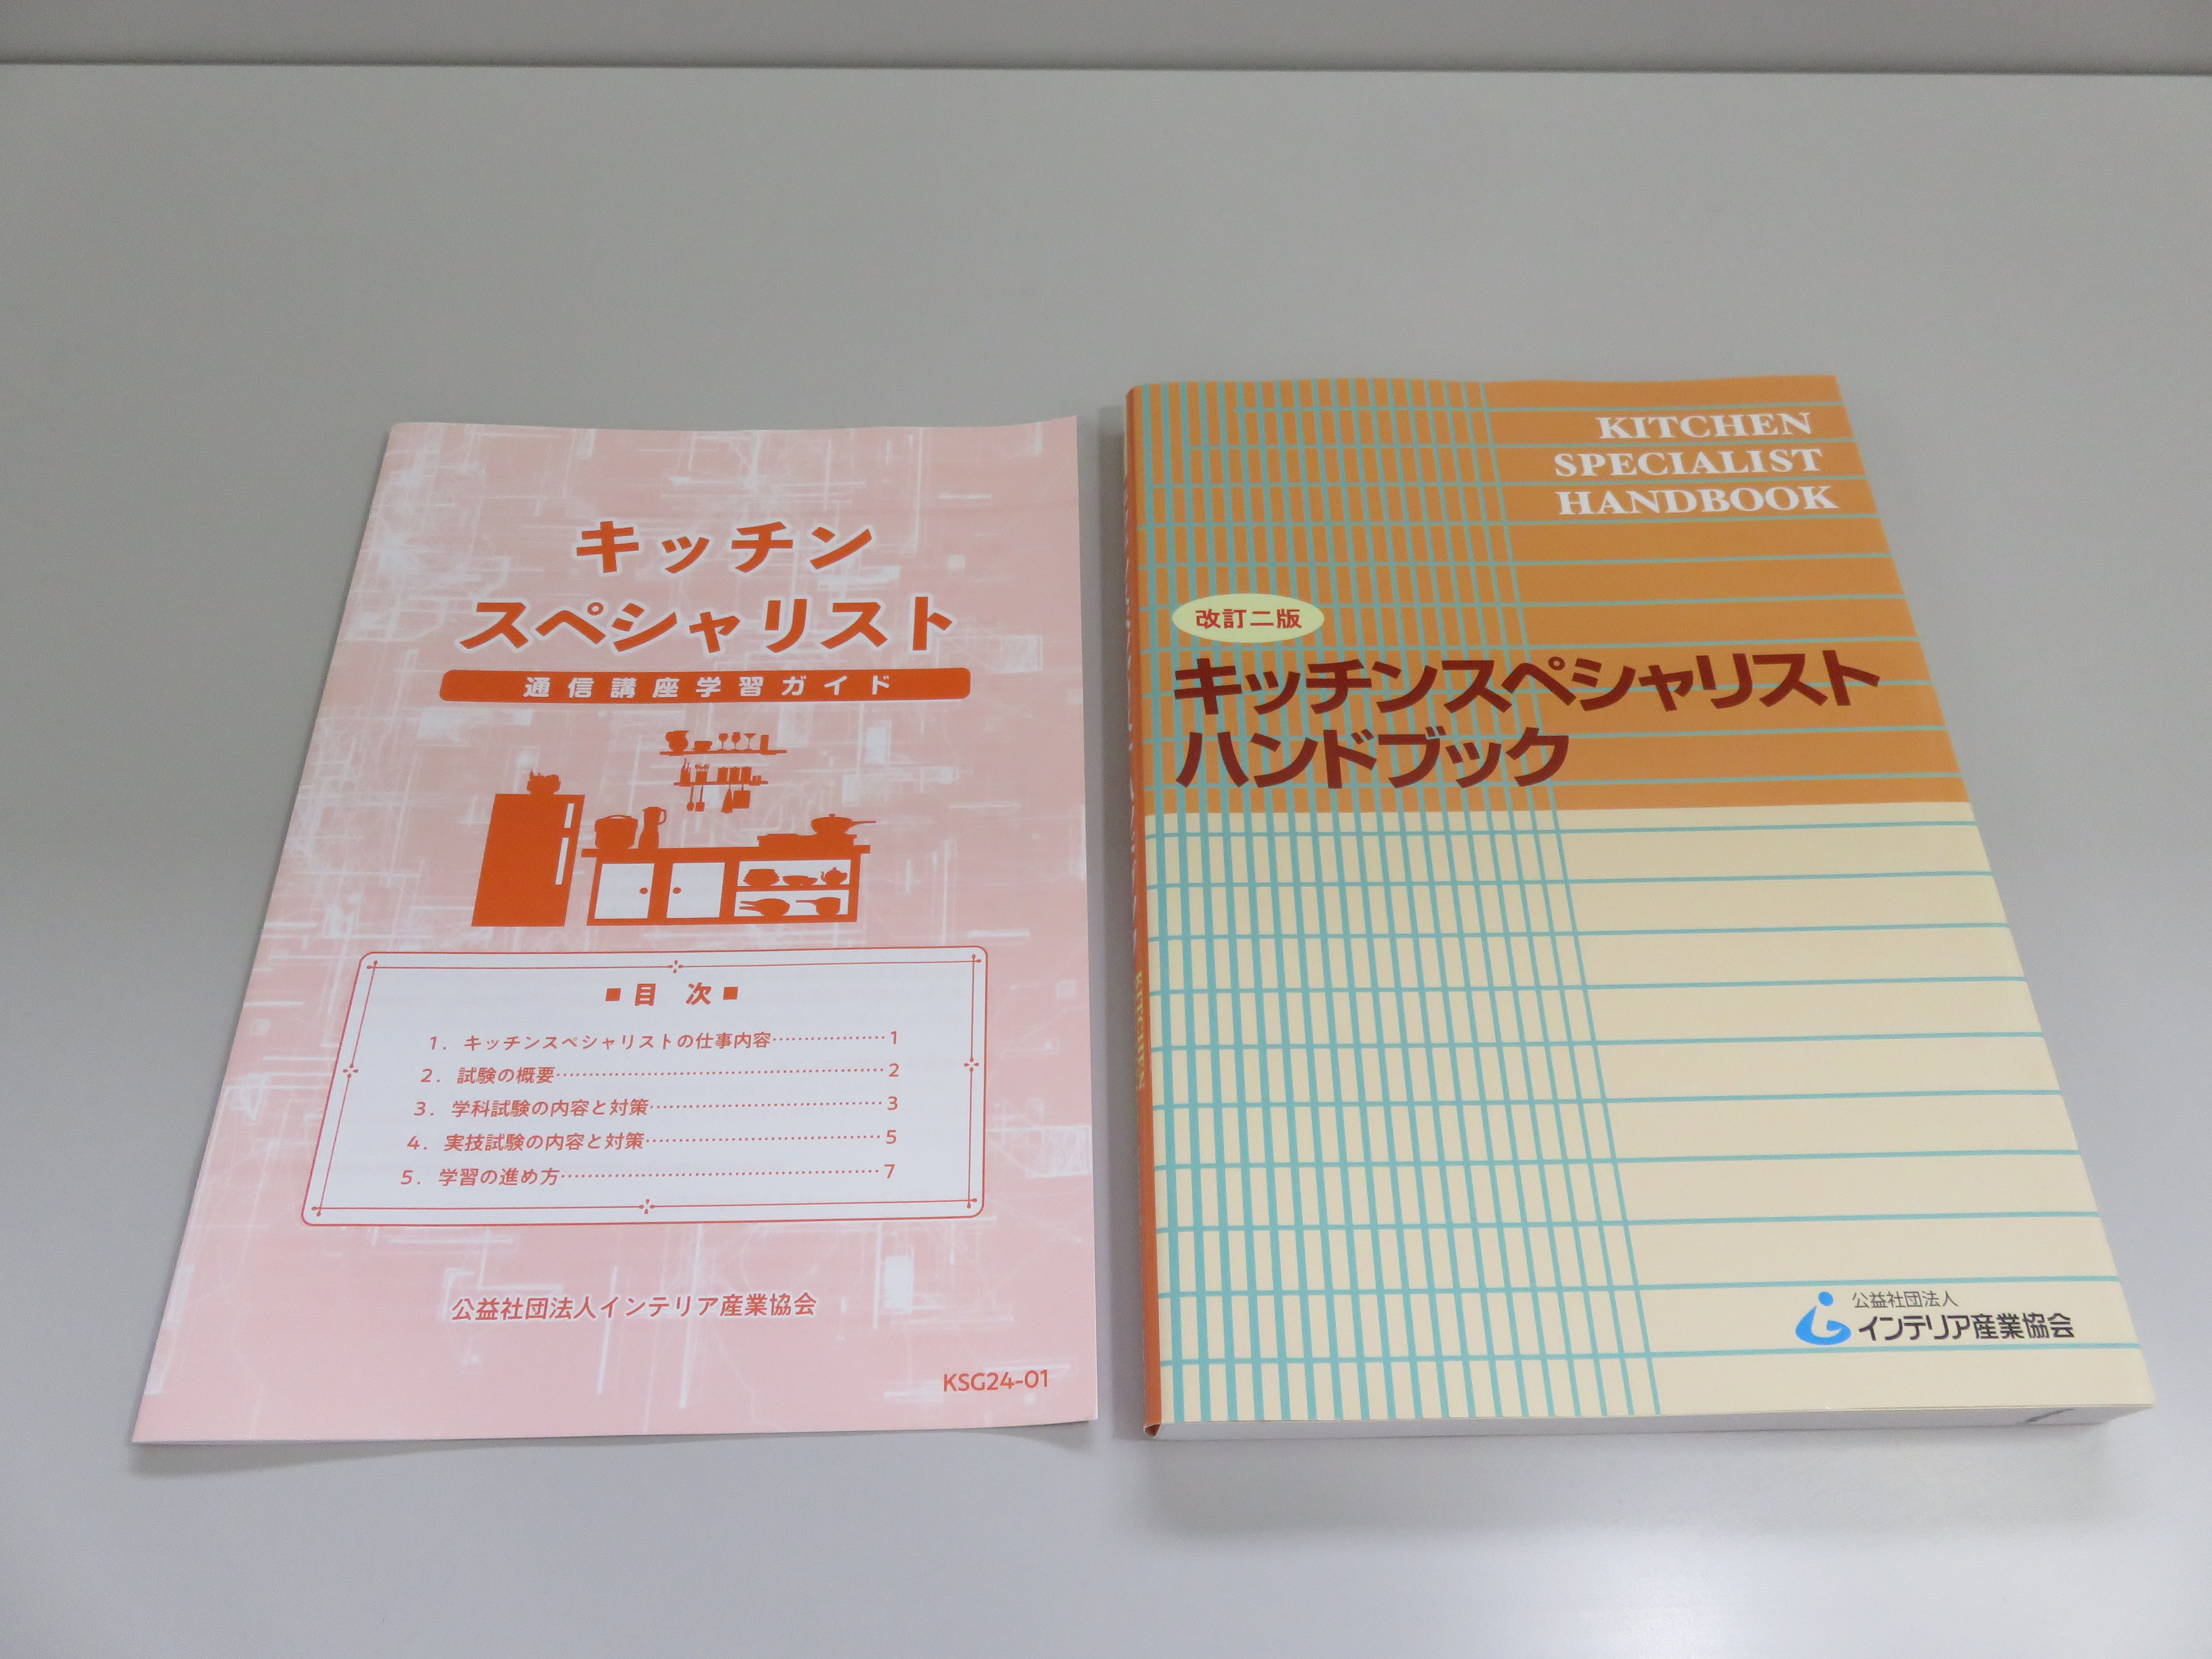 キッチン
スペシャリスト
通信講座学習ガイド
■目 次■
1. キッチンスペシャリストの仕事内容………………1
2. 試験の概要………………………………………2
3. 学科試験の内容と対策……………………………3
4. 実技試験の内容と対策……………………………5
5. 学習の進め方………………………………………7
公益社団法人インテリア産業協会
KSG24-01
KITCHEN
SPECIALIST
HANDBOOK
改訂二版
キッチンスペシャリスト
ハンドブック
公益社団法人
インテリア産業協会
KITCHEN